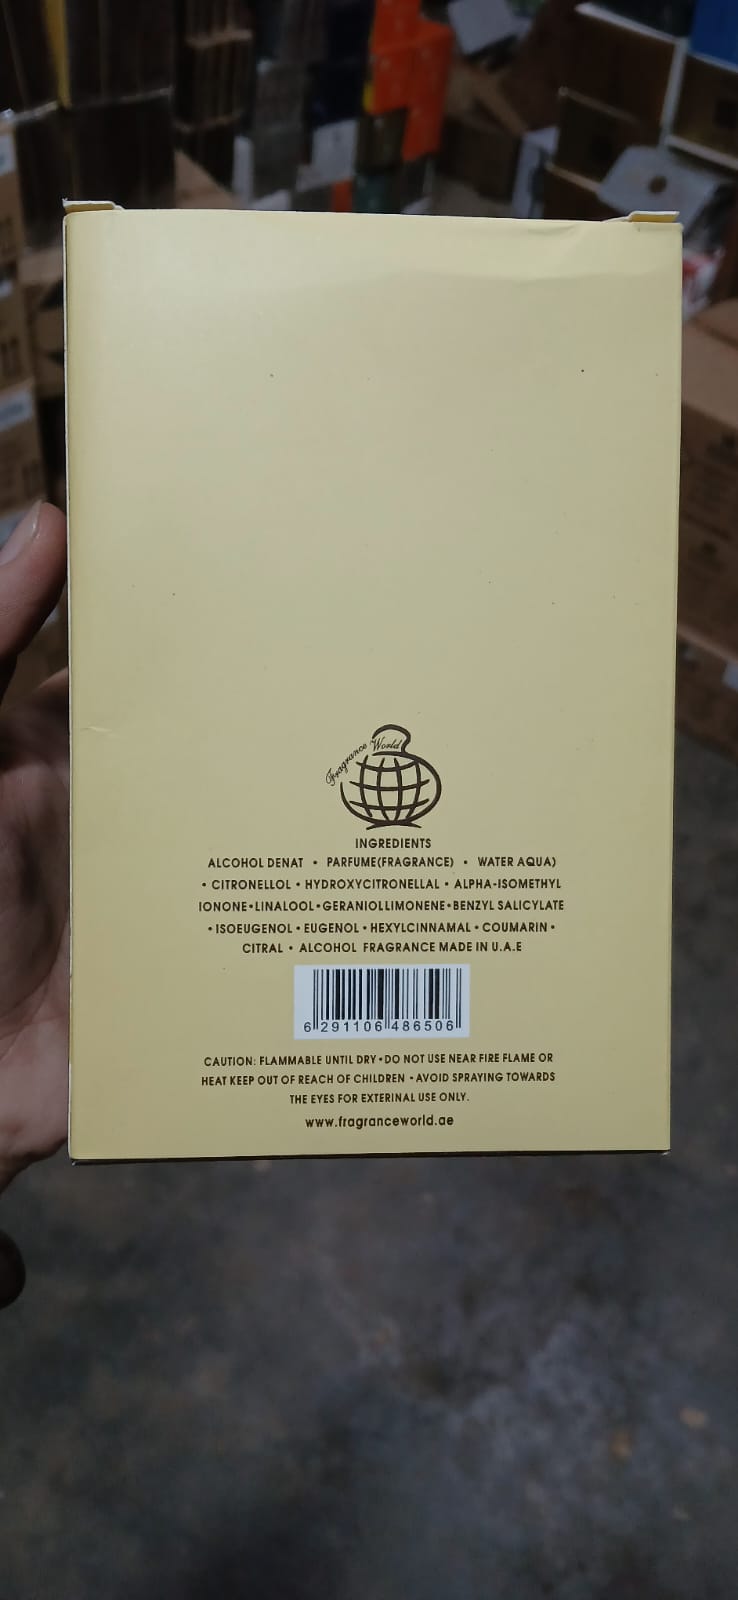 Fragrance World
INGREDIENTS
ALCOHOL DENAT • PARFUME(FRAGRANCE) • WATER AQUA)
• CITRONELLOL • HYDROXYCITRONELLAL • ALPHA-ISOMETHYL
IONONE•LINALOOL•GERANIOLLIMONENE•BENZYL SALICYLATE
•ISOEUGENOL•EUGENOL•HEXYLCINNAMAL•COUMARIN•
CITRAL • ALCOHOL FRAGRANCE MADE IN U.A.E
6 291106 486506
CAUTION: FLAMMABLE UNTIL DRY•DO NOT USE NEAR FIRE FLAME OR
HEAT KEEP OUT OF REACH OF CHILDREN •AVOID SPRAYING TOWARDS
THE EYES FOR EXTERINAL USE ONLY.
www.fragranceworld.ae